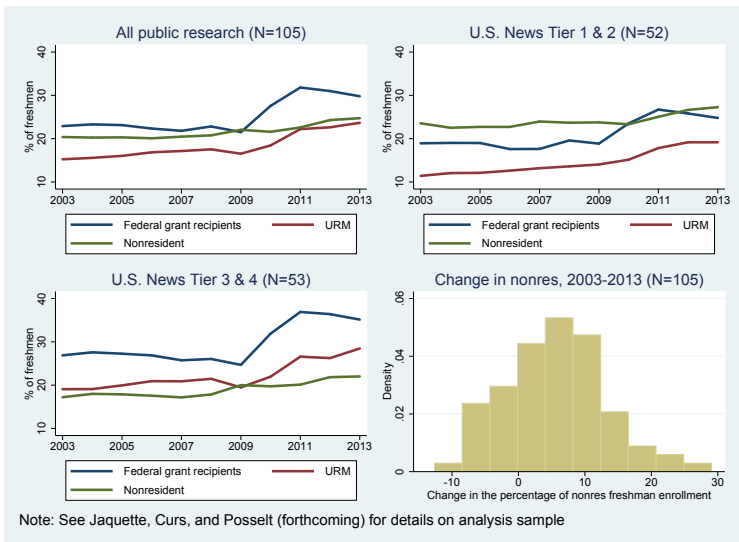 All public research (N=105)
% of freshmen
40
30
20
10
2003 2005 2007 2009 2011 2013
Federal grant recipients URM
Nonresident
U.S. News Tier 1 & 2 (N=52)
% of freshmen
40
30
20
10
2003 2005 2007 2009 2011 2013
Federal grant recipients URM
Nonresident
U.S. News Tier 3 & 4 (N=53)
% of freshmen
40
30
20
10
2003 2005 2007 2009 2011 2013
Federal grant recipients URM
Nonresident
Change in nonres, 2003-2013 (N=105)
Density
.06
.04
.02
0
-10 0 10 20 30
Change in the percentage of nonres freshman enrollment
Note: See Jaquette, Curs, and Posselt (forthcoming) for details on analysis sample